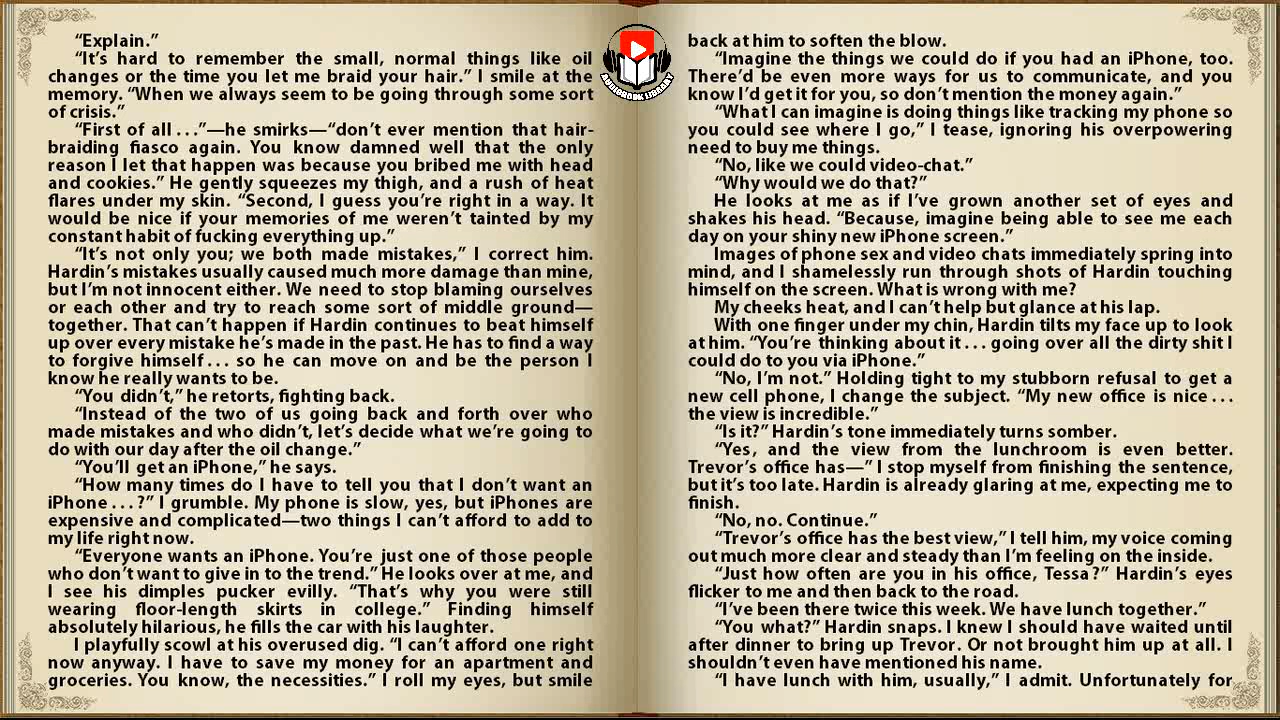 “Explain.”
“It’s hard to remember the small, normal things like oil
changes or the time you let me braid your hair.” I smile at the
memory. “When we always seem to be going through some sort
of crisis.”
“First of all . . .”—he smirks—“don’t ever mention that hair-
braiding fiasco again. You know damned well that the only
reason I let that happen was because you bribed me with head
and cookies.” He gently squeezes my thigh, and a rush of heat
flares under my skin. “Second, I guess you’re right in a way. It
would be nice if your memories of me weren’t tainted by my
constant habit of fucking everything up.”
“It’s not only you; we both made mistakes,” I correct him.
Hardin’s mistakes usually caused much more damage than mine,
but I’m not innocent either. We need to stop blaming ourselves
or each other and try to reach some sort of middle ground—
together. That can’t happen if Hardin continues to beat himself
up over every mistake he’s made in the past. He has to find a way
to forgive himself . . . so he can move on and be the person I
know he really wants to be.
“You didn’t,” he retorts, fighting back.
“Instead of the two of us going back and forth over who
made mistakes and who didn’t, let’s decide what we’re going to
do with our day after the oil change.”
“You’ll get an iPhone,” he says.
“How many times do I have to tell you that I don’t want an
iPhone . . . ?” I grumble. My phone is slow, yes, but iPhones are
expensive and complicated—two things I can’t afford to add to
my life right now.
“Everyone wants an iPhone. You’re just one of those people
who don’t want to give in to the trend.” He looks over at me, and
I see his dimples pucker evilly. “That’s why you were still
wearing floor-length skirts in college.” Finding himself
absolutely hilarious, he fills the car with his laughter.
I playfully scowl at his overused dig. “I can’t afford one right
now anyway. I have to save my money for an apartment and
groceries. You know, the necessities.” I roll my eyes, but smile
AUDIOBOOK LIBRARY
back at him to soften the blow.
“Imagine the things we could do if you had an iPhone, too.
There’d be even more ways for us to communicate, and you
know I’d get it for you, so don’t mention the money again.”
“What I can imagine is doing things like tracking my phone so
you could see where I go,” I tease, ignoring his overpowering
need to buy me things.
“No, like we could video-chat.”
“Why would we do that?”
He looks at me as if I’ve grown another set of eyes and
shakes his head. “Because, imagine being able to see me each
day on your shiny new iPhone screen.”
Images of phone sex and video chats immediately spring into
mind, and I shamelessly run through shots of Hardin touching
himself on the screen. What is wrong with me?
My cheeks heat, and I can’t help but glance at his lap.
With one finger under my chin, Hardin tilts my face up to look
at him. “You’re thinking about it . . . going over all the dirty shit I
could do to you via iPhone.”
“No, I’m not.” Holding tight to my stubborn refusal to get a
new cell phone, I change the subject. “My new office is nice . . .
the view is incredible.”
“Is it?” Hardin’s tone immediately turns somber.
“Yes, and the view from the lunchroom is even better.
Trevor’s office has—” I stop myself from finishing the sentence,
but it’s too late. Hardin is already glaring at me, expecting me to
finish.
“No, no. Continue.”
“Trevor’s office has the best view,” I tell him, my voice coming
out much more clear and steady than I’m feeling on the inside.
“Just how often are you in his office, Tessa?” Hardin’s eyes
flicker to me and then back to the road.
“I’ve been there twice this week. We have lunch together.”
“You what?” Hardin snaps. I knew I should have waited until
after dinner to bring up Trevor. Or not brought him up at all. I
shouldn’t even have mentioned his name.
“I have lunch with him, usually,” I admit. Unfortunately for